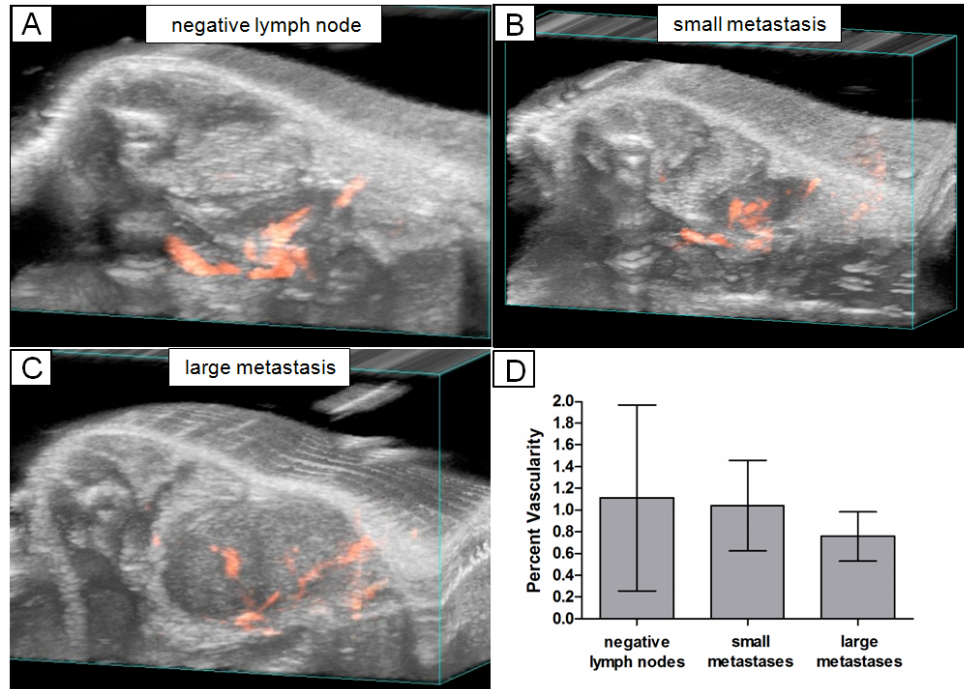 A
negative lymph node
B
small metastasis
C
large metastasis
D
Percent Vascularity
2.0
1.8
1.6
1.4
1.2
1.0
0.8
0.6
0.4
0.2
0.0
negative
lymph nodes
small
metastases
large
metastases